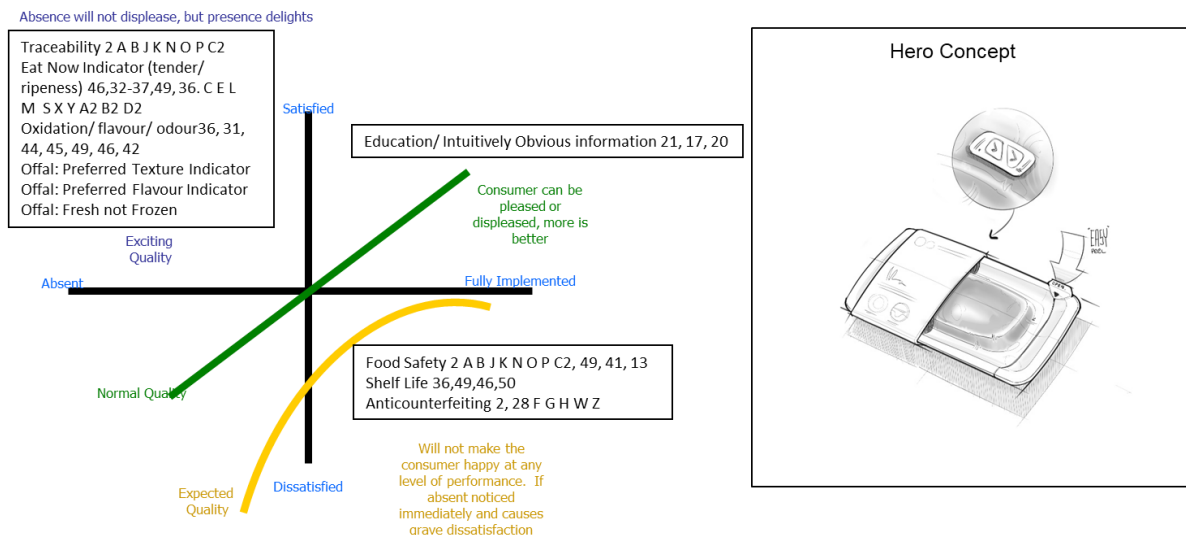 Absence will not displease, but presence delights
Traceability 2 A B J K N O P C2
Eat Now Indicator (tender/
ripeness) 46,32-37,49, 36. C E L
M  S X Y A2 B2 D2
Oxidation/ flavour/ odour36, 31,
44, 45, 49, 46, 42
Offal: Preferred Texture Indicator
Offal: Preferred Flavour Indicator
Offal: Fresh not Frozen
Exciting
Quality
Satisfied
Education/ Intuitively Obvious information 21, 17, 20
Consumer can be
pleased or
displeased, more is
better
Absent
Fully Implemented
Normal Quality
Food Safety 2 A B J K N O P C2, 49, 41, 13
Shelf Life 36,49,46,50
Anticounterfeiting 2, 28 F G H W Z
Expected
Quality
Dissatisfied
Will not make the
consumer happy at any
level of performance.  If
absent noticed
immediately and causes
grave dissatisfaction
Hero Concept
"EASY"
PEEL